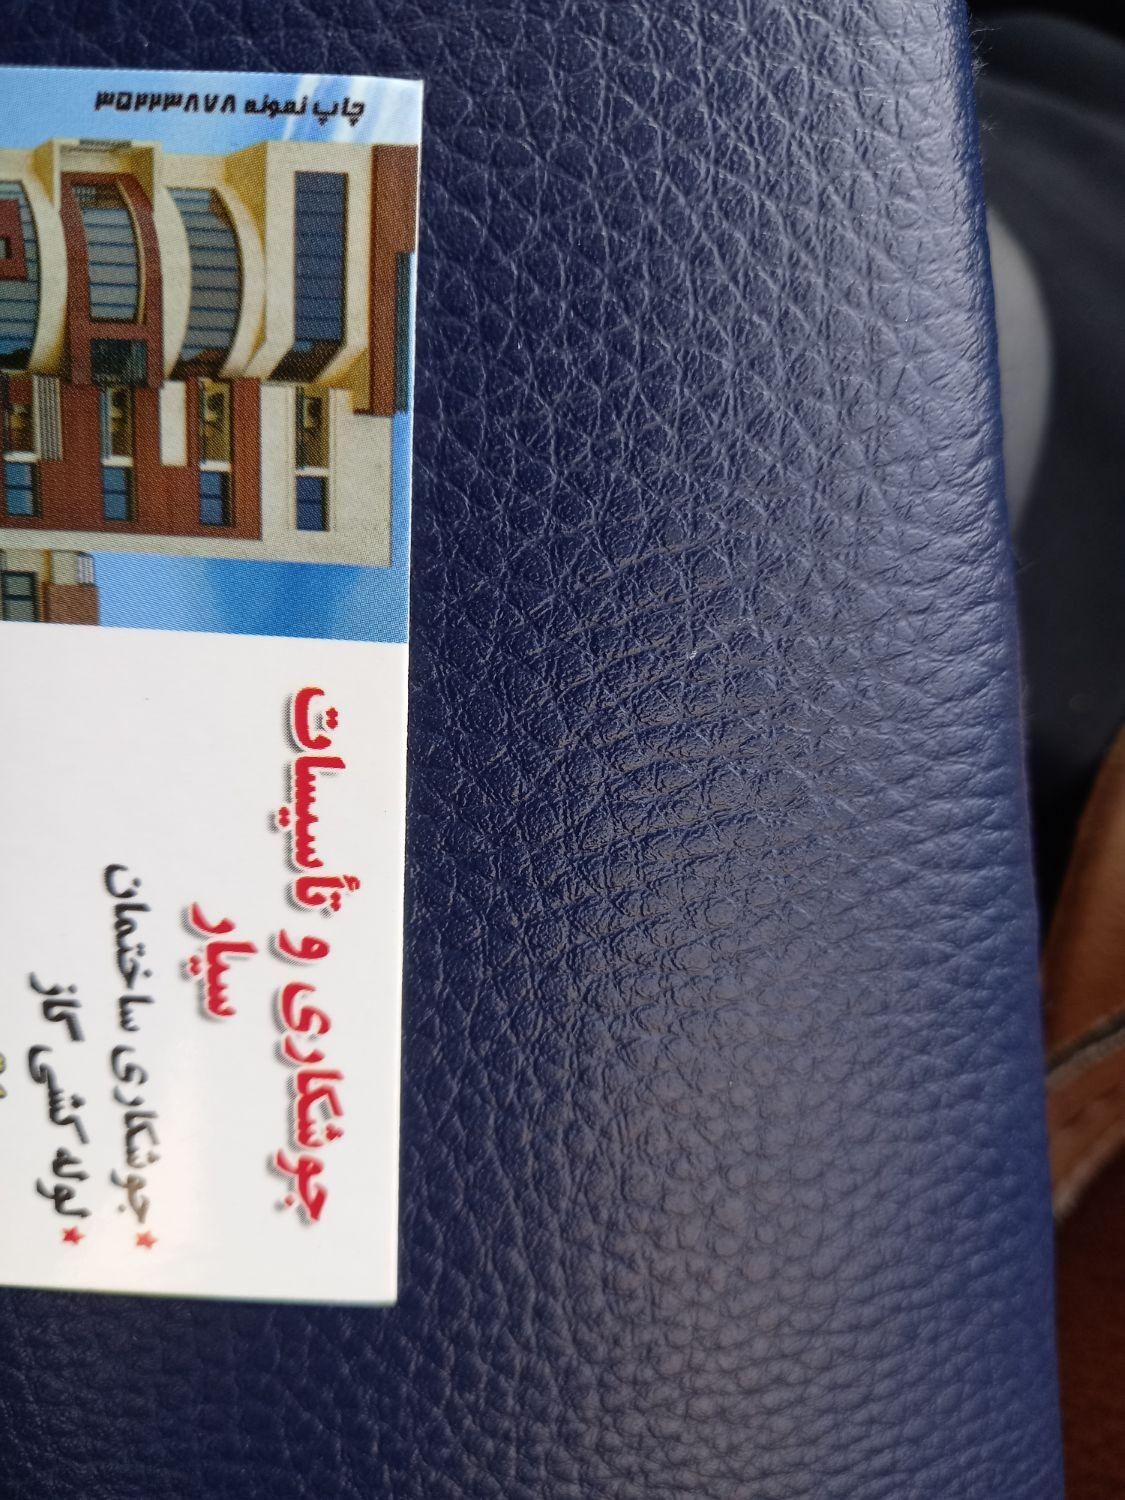 جوشکاری و تأسیسات
سیار
★جوشکاری ساختمان
★لوله کشی گاز
چاپ نمونه ۳۵۲۲۳۸۷۸